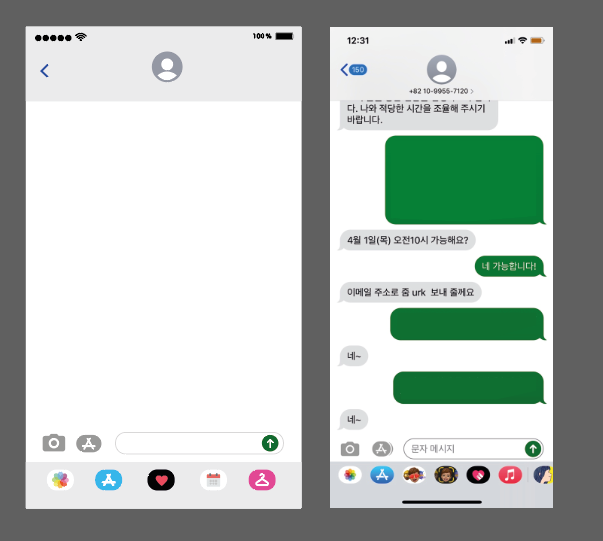 100 %
12:31
150
+82 10-9955-7120 >
다. 나와 적당한 시간을 조율해 주시기
바랍니다.
4월 1일(목) 오전10시 가능해요?
네 가능합니다!
이메일 주소로 줌 urk 보내 줄께요
네~
네~
문자 메시지